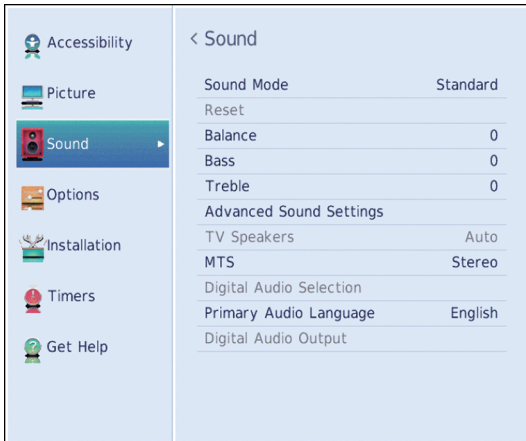 Accessibility
Picture
Sound
Options
Installation
Timers
Get Help
< Sound
Sound Mode Standard
Reset
Balance 0
Bass 0
Treble 0
Advanced Sound Settings
TV Speakers Auto
MTS Stereo
Digital Audio Selection
Primary Audio Language English
Digital Audio Output